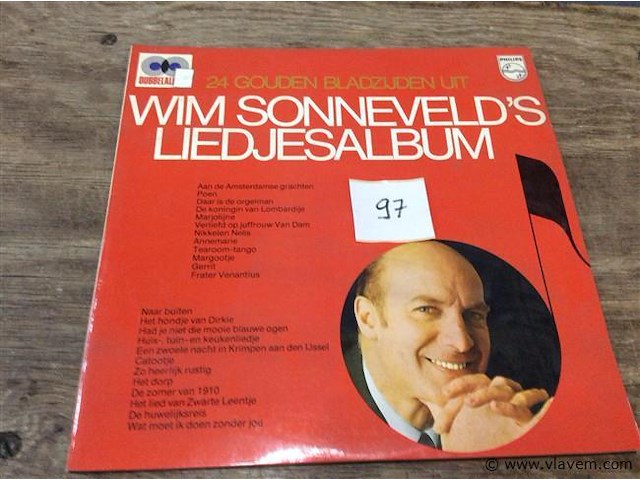 DUBBELAL
PHILIPS
24 GOUDEN BLADZIJDEN UIT
WIM SONNEVELD'S
LIEDJESALBUM
97
Aan de Amsterdamse grachten
Poen
Daar is de orgelman
De koningin van Lombardije
Marjolijne
Verliefd op juffrouw Van Dam
Nikkelen Nelis
Annemarie
Tearoom-tango
Margootje
Gerrit
Frater Venantius
Naar buiten
Het hondje van Dirkie
Had je niet die mooie blauwe ogen
Huis-, tuin- en keukenliedje
Een zwoele nacht in Krimpen aan den IJssel
Catootje
Zo heerlijk rustig
Het dorp
De zomer van 1910
Het lied van Zwarte Leentje
De huwelijksreis
Wat moet ik doen zonder jou
© www.vlavem.com